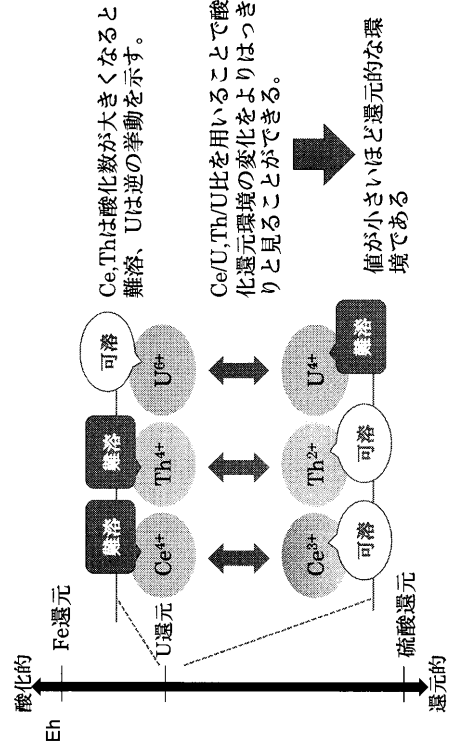 Eh
酸化的
Fe還元
U還元
硫酸還元
還元的
難溶
難溶
可溶
Ce⁴⁺
Th⁴⁺
U⁶⁺
Ce³⁺
Th²⁺
U⁴⁺
可溶
可溶
難溶
Ce,Thは酸化数が大きくなると
難溶、Uは逆の挙動を示す。
Ce/U,Th/U比を用いることで酸
化還元環境の変化をよりはっき
りと見ることができる。
値が小さいほど還元的な環
境である